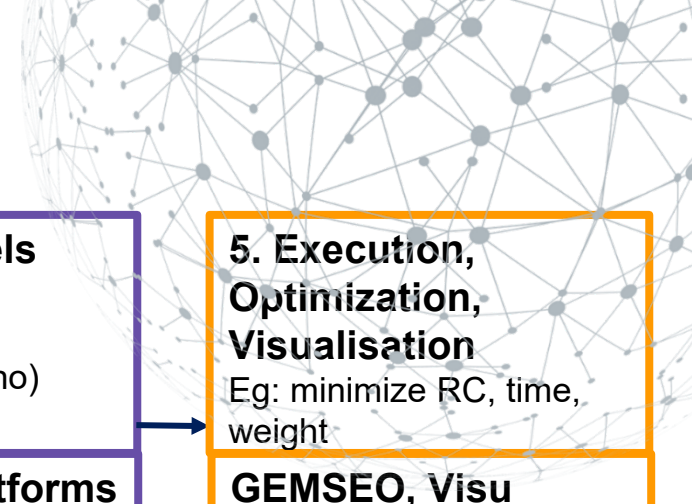 els
no)
tforms
5. Execution,
Optimization,
Visualisation
Eg: minimize RC, time,
weight
GEMSEO, Visu